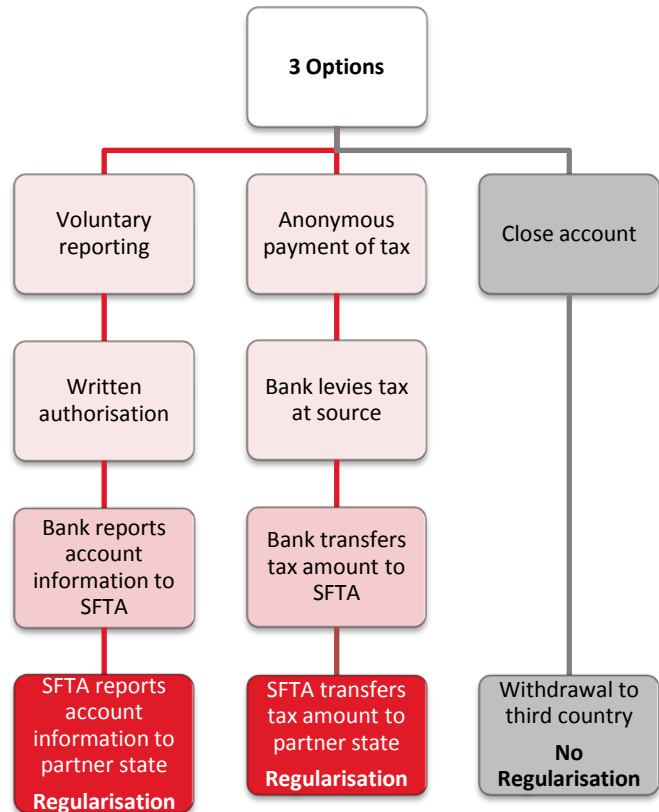 3 Options
Voluntary
reporting
Anonymous
payment of tax
Close account
Written
authorisation
Bank levies tax
at source
Bank reports
account
information to
SFTA
Bank transfers
tax amount to
SFTA
SFTA reports
account
information to
partner state
Regularisation
SFTA transfers
tax amount to
partner state
Regularisation
Withdrawal to
third country
No
Regularisation